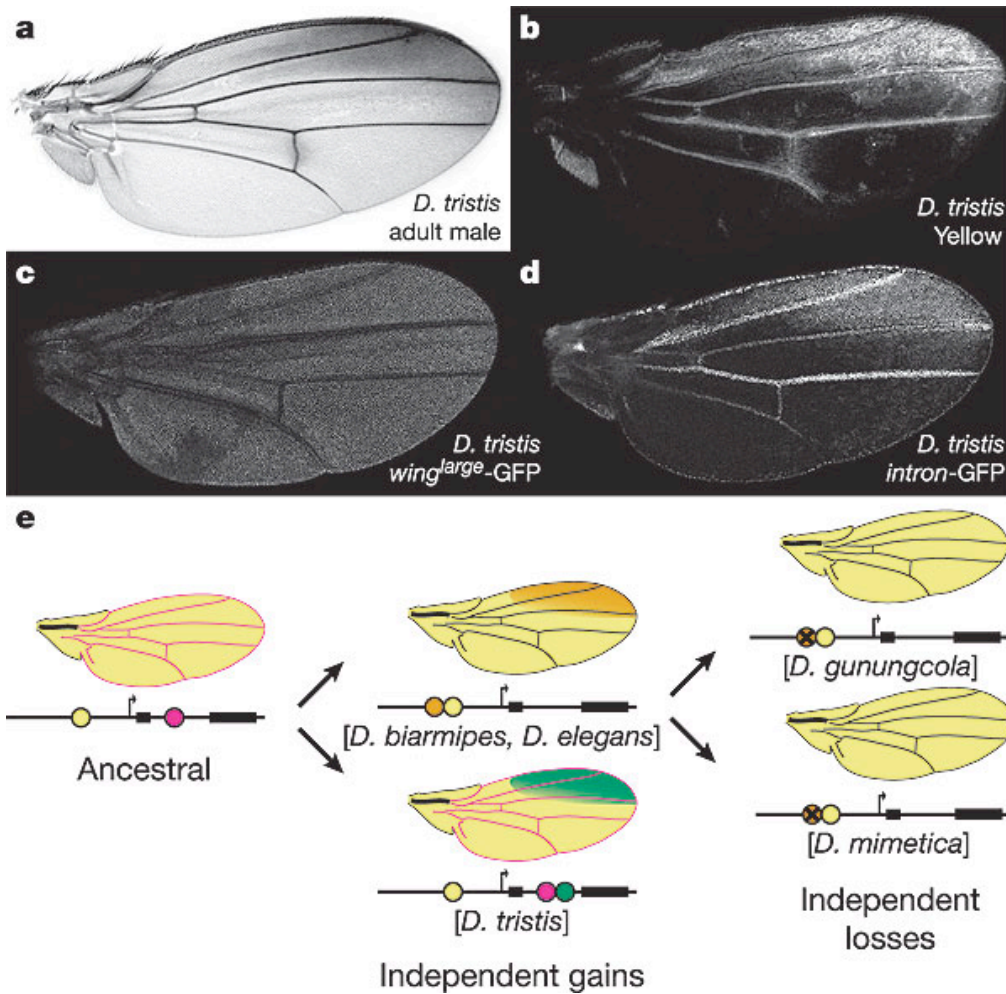 a
D. tristis
adult male
b
D. tristis
Yellow
c
D. tristis
wing^large-GFP
d
D. tristis
intron-GFP
e
Ancestral
[D. biarmipes, D. elegans]
[D. tristis]
Independent gains
[D. gunungcola]
[D. mimetica]
Independent
losses